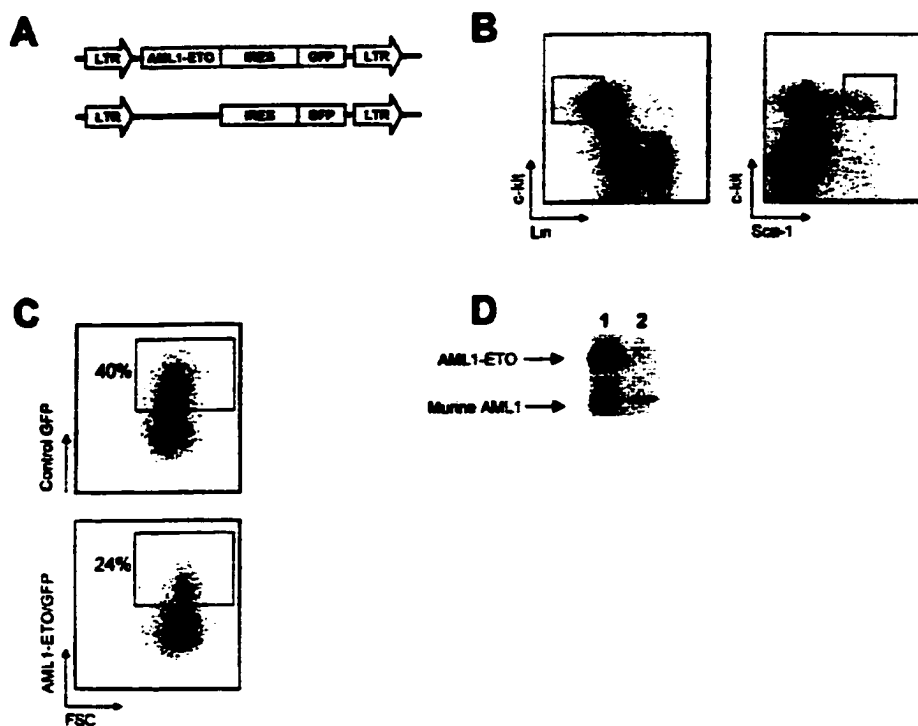 A
LTR AML1-ETO IRES GFP LTR
LTR IRES GFP LTR
B
c-kit
Lin
c-kit
Sca-1
C
40%
Control GFP
24%
AML1-ETO/GFP
FSC
D
1 2
AML1-ETO
Murine AML1